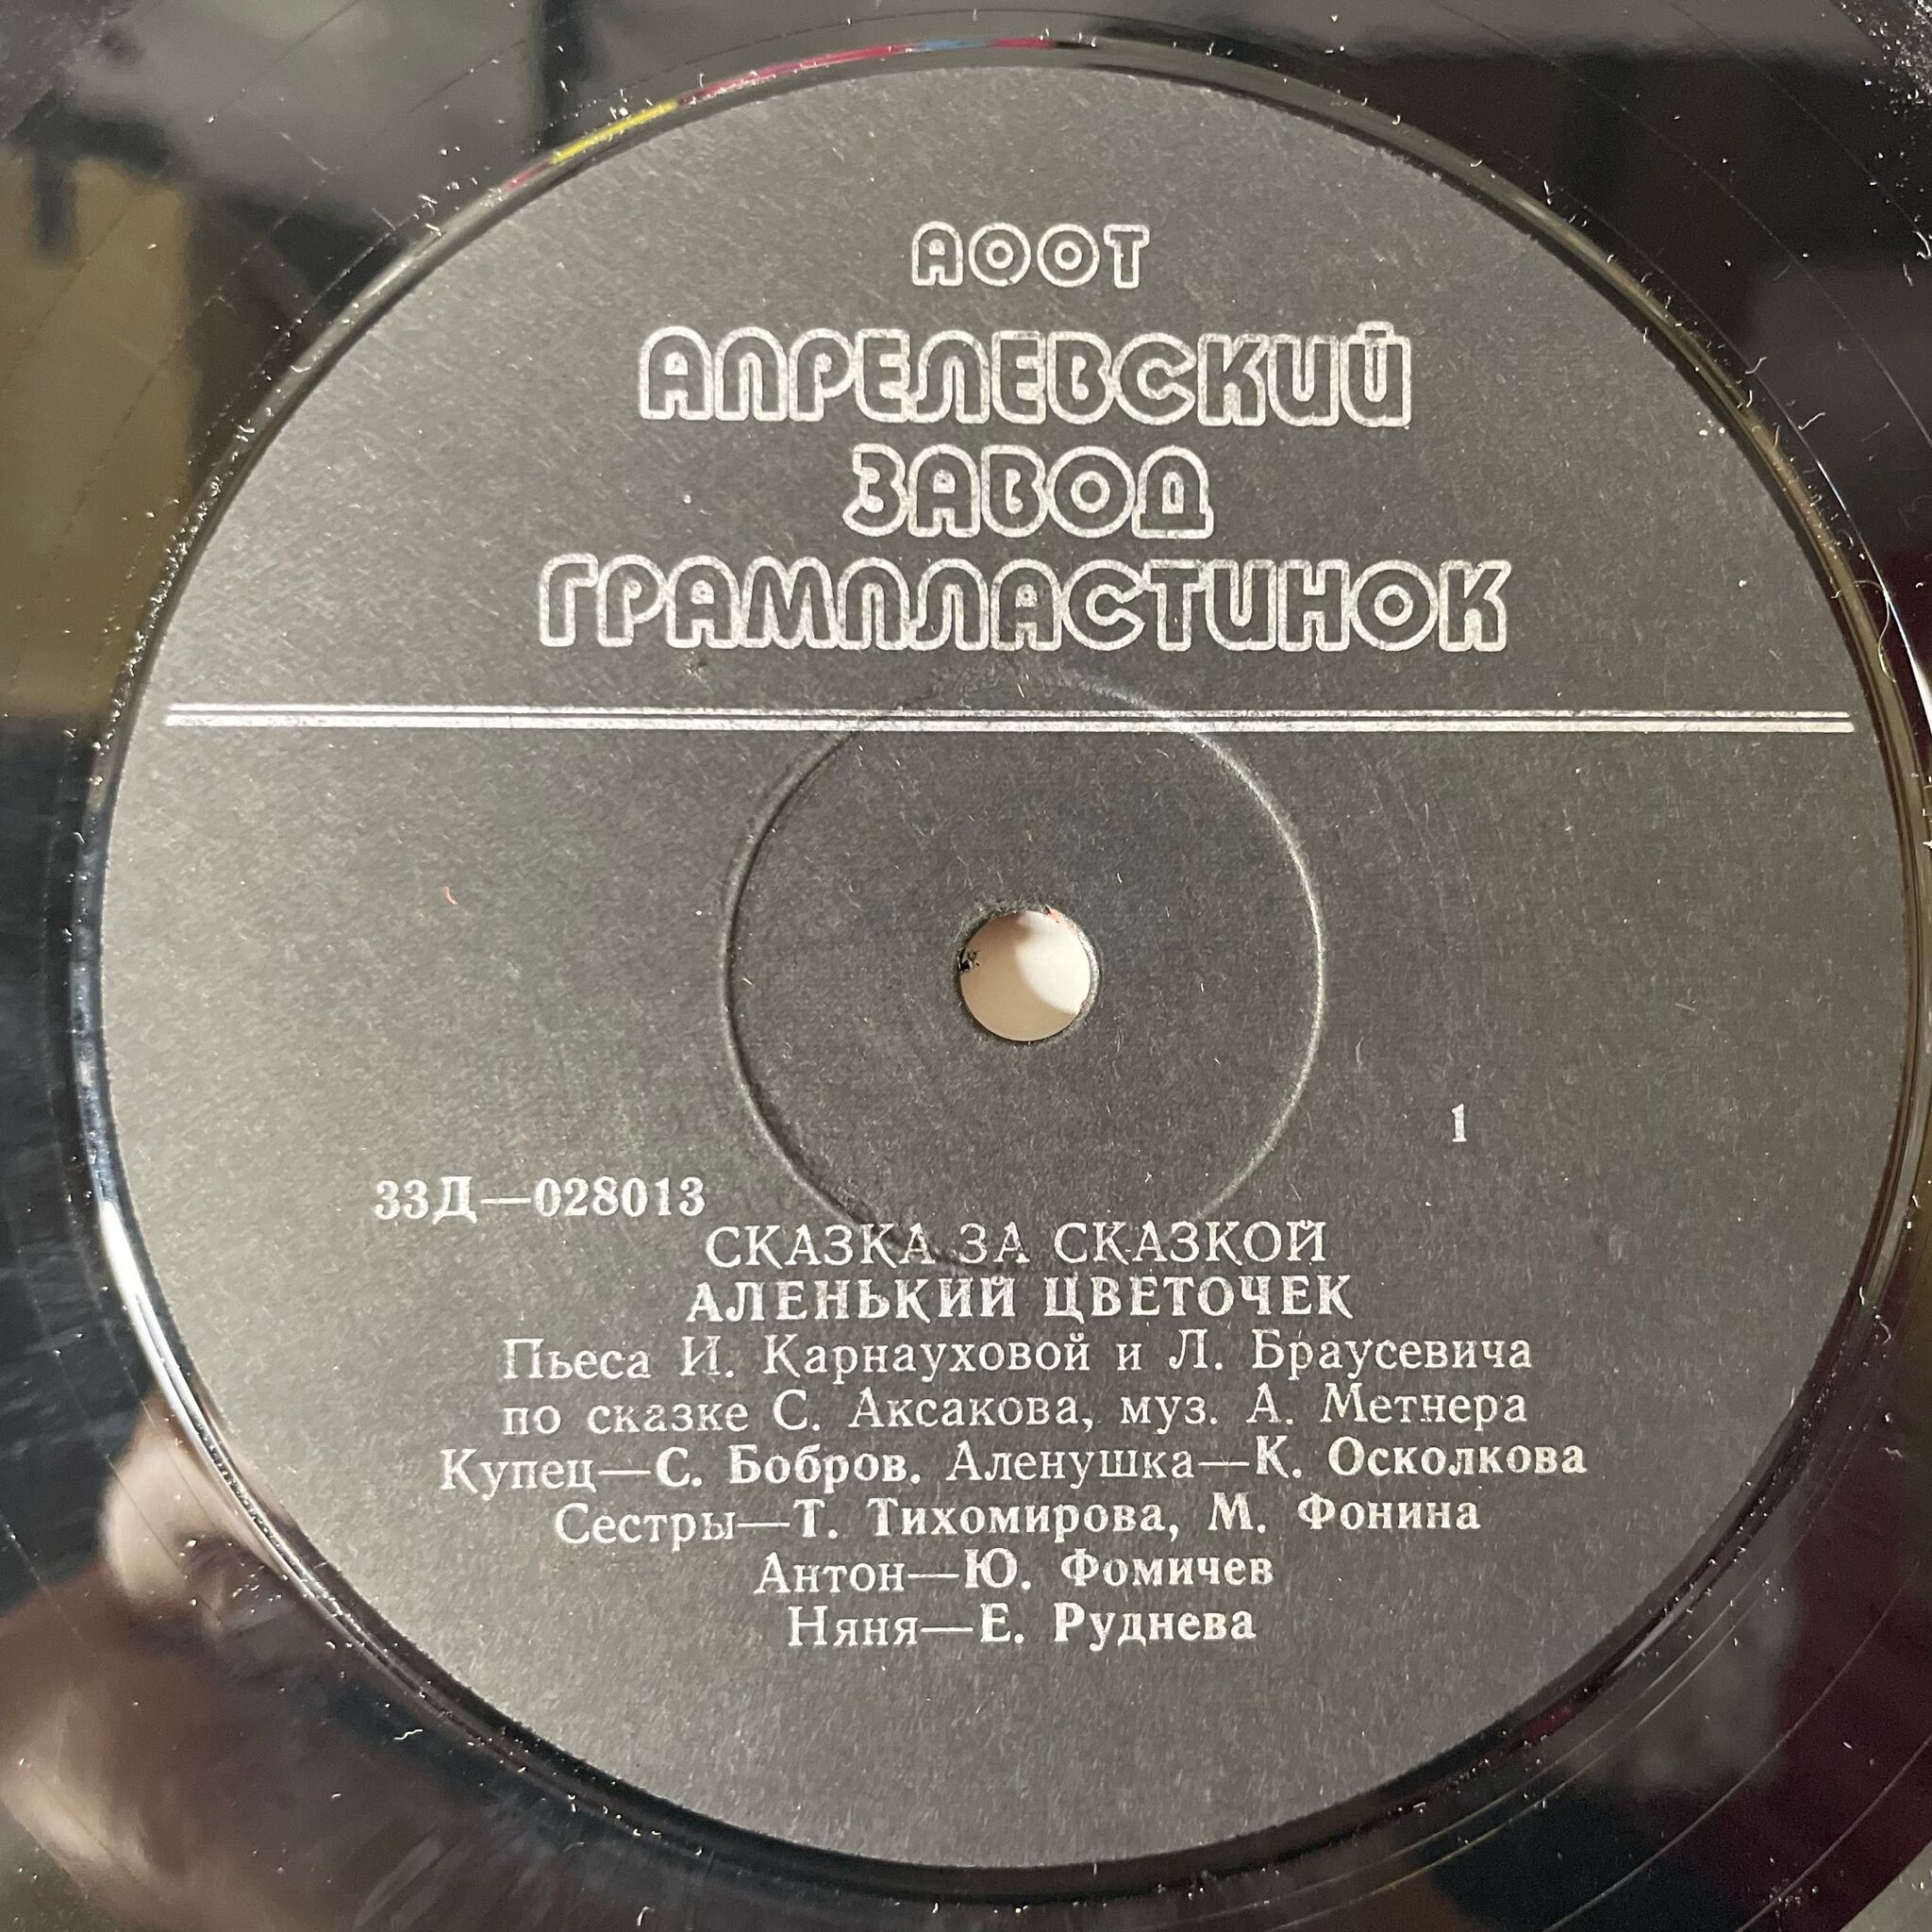 АООТ
АПРЕЛЕВСКИЙ
ЗАВОД
ГРАМПЛАСТИНОК
1
33Д—028013
СКАЗКА ЗА СКАЗКОЙ
АЛЕНЬКИЙ ЦВЕТОЧЕК
Пьеса И. Карнауховой и Л. Браусевича
по сказке С. Аксакова, муз. А. Метнера
Купец—С. Бобров. Аленушка—К. Осколкова
Сестры—Т. Тихомирова, М. Фонина
Антон—Ю. Фомичев
Няня—Е. Руднева